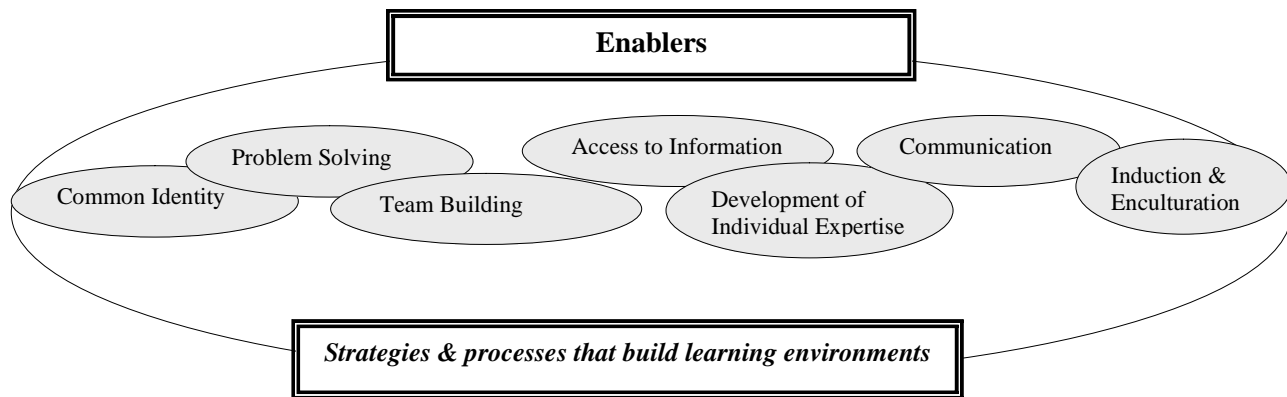 Enablers
Common Identity
Problem Solving
Team Building
Access to Information
Development of
Individual Expertise
Communication
Induction &
Enculturation
Strategies & processes that build learning environments